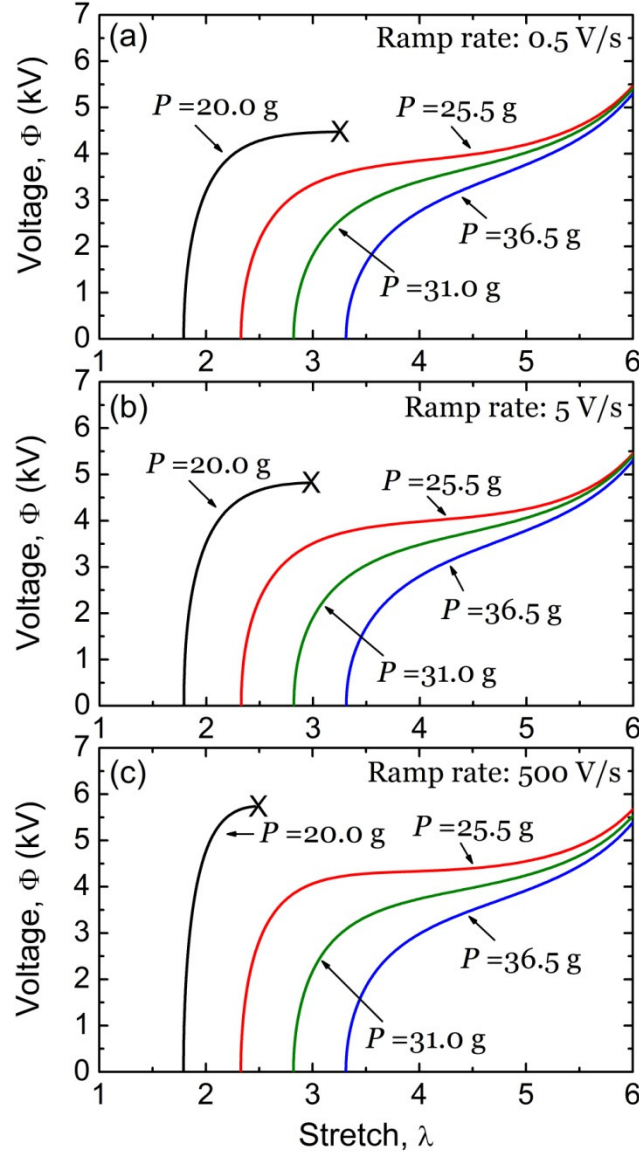 (a) Ramp rate: 0.5 V/s
P=20.0 g
P=25.5 g
P=36.5 g
P=31.0 g
Voltage, Φ (kV)
7
6
5
4
3
2
1
0
1 2 3 4 5 6
(b) Ramp rate: 5 V/s
P=20.0 g
P=25.5 g
P=36.5 g
P=31.0 g
Voltage, Φ (kV)
7
6
5
4
3
2
1
0
1 2 3 4 5 6
(c) Ramp rate: 500 V/s
P=20.0 g
P=25.5 g
P=36.5 g
P=31.0 g
Voltage, Φ (kV)
7
6
5
4
3
2
1
0
1 2 3 4 5 6
Stretch, λ